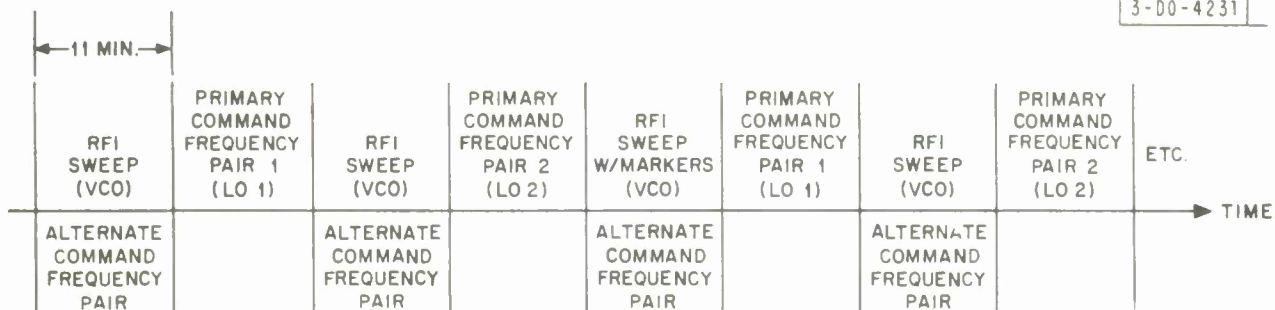 3-DO-4231
11 MIN.
RFI
SWEEP
(VCO)
PRIMARY
COMMAND
FREQUENCY
PAIR 1
(LO 1)
RFI
SWEEP
(VCO)
PRIMARY
COMMAND
FREQUENCY
PAIR 2
(LO 2)
RFI
SWEEP
W/MARKERS
(VCO)
PRIMARY
COMMAND
FREQUENCY
PAIR 1
(LO 1)
RFI
SWEEP
(VCO)
PRIMARY
COMMAND
FREQUENCY
PAIR 2
(LO 2)
ETC.
TIME
ALTERNATE
COMMAND
FREQUENCY
PAIR
ALTERNATE
COMMAND
FREQUENCY
PAIR
ALTERNATE
COMMAND
FREQUENCY
PAIR
ALTERNATE
COMMAND
FREQUENCY
PAIR